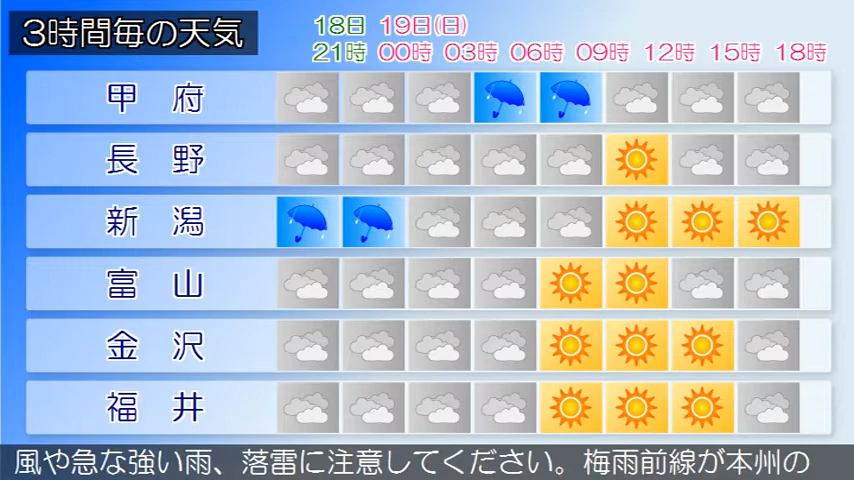 3時間毎の天気
18日 19日(日)
21時 00時 03時 06時 09時 12時 15時 18時
甲府
長野
新潟
富山
金沢
福井
風や急な強い雨、落雷に注意してください。梅雨前線が本州の